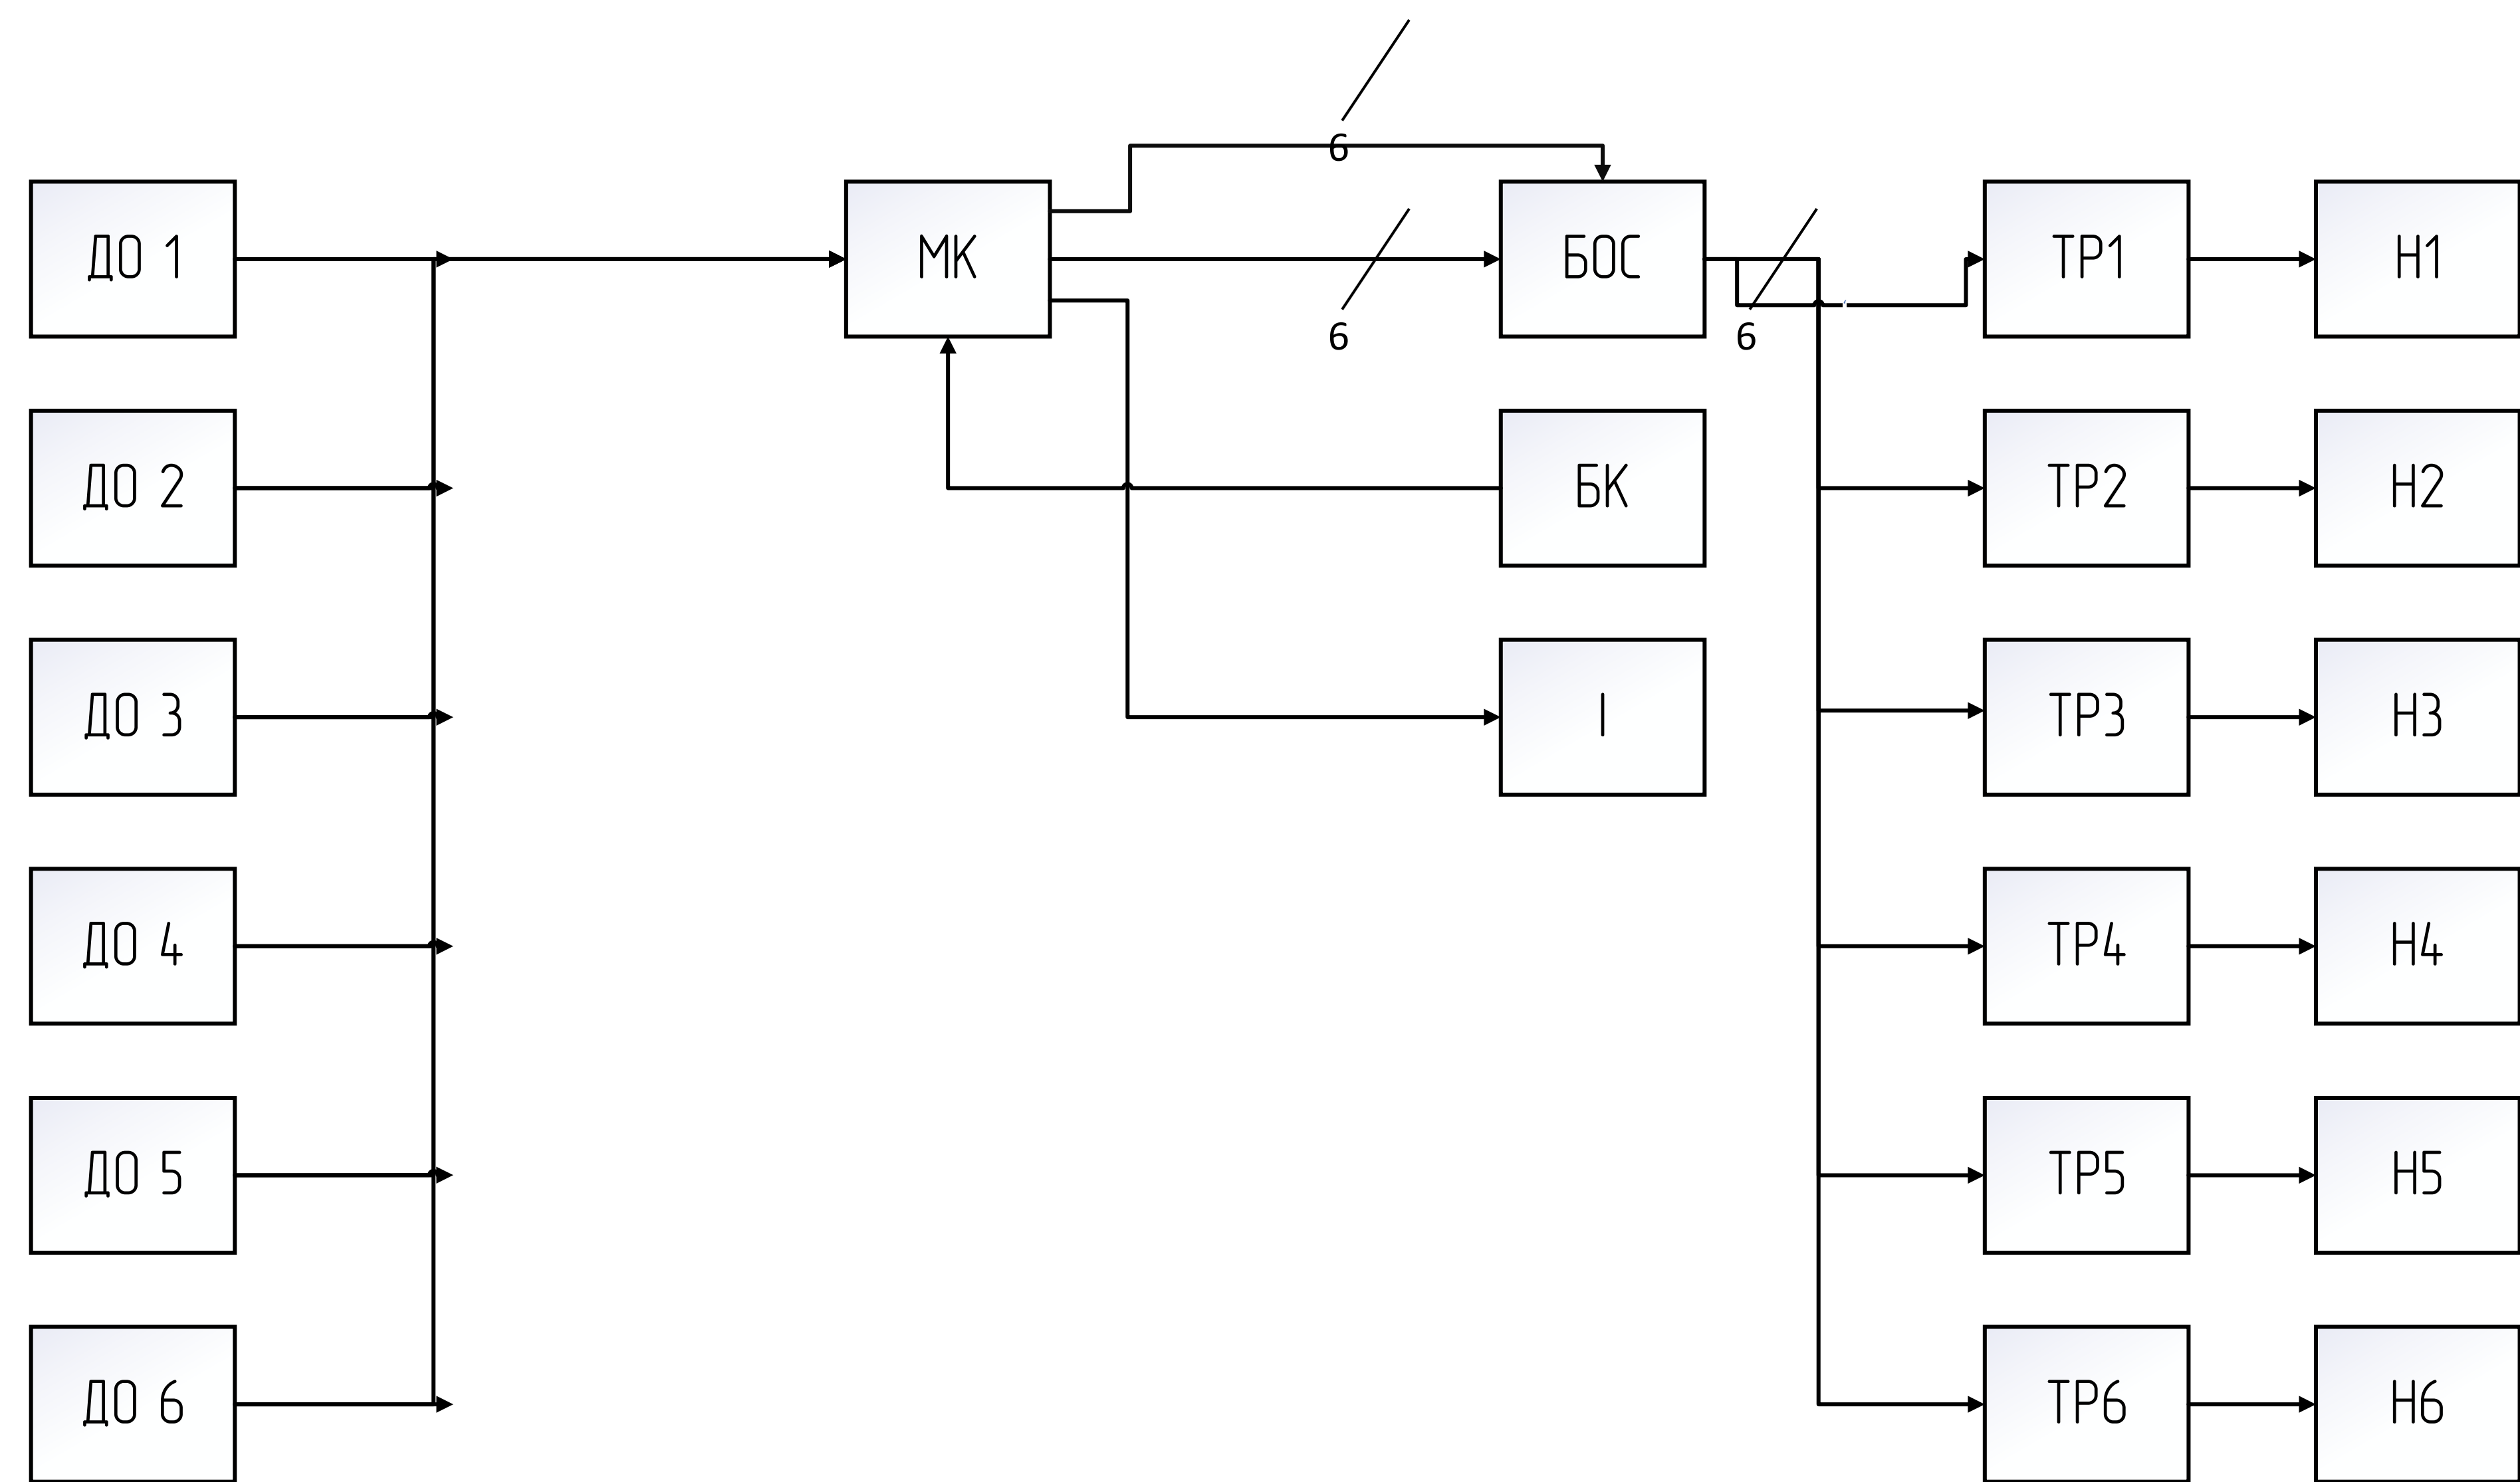 6
ДО 1
МК
БОС
ТР1
Н1
6
6
ДО 2
БК
ТР2
Н2
ДО 3
І
ТР3
Н3
ДО 4
ТР4
Н4
ДО 5
ТР5
Н5
ДО 6
ТР6
Н6